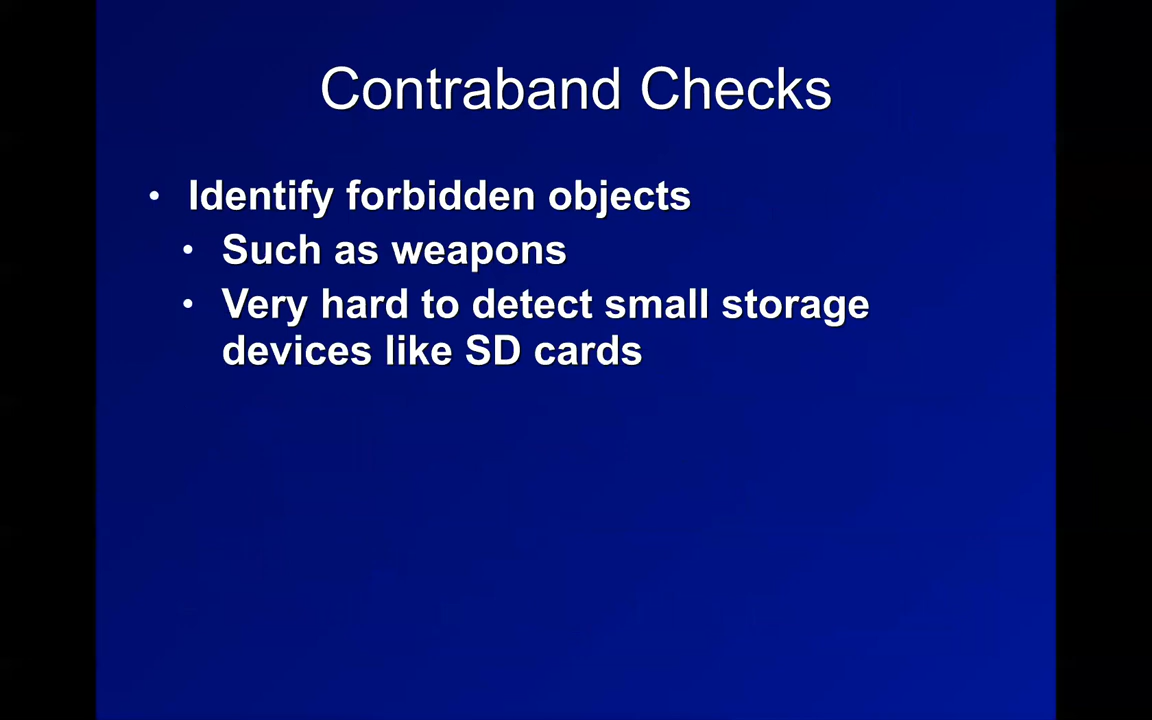 Contraband Checks
• Identify forbidden objects
• Such as weapons
• Very hard to detect small storage
devices like SD cards